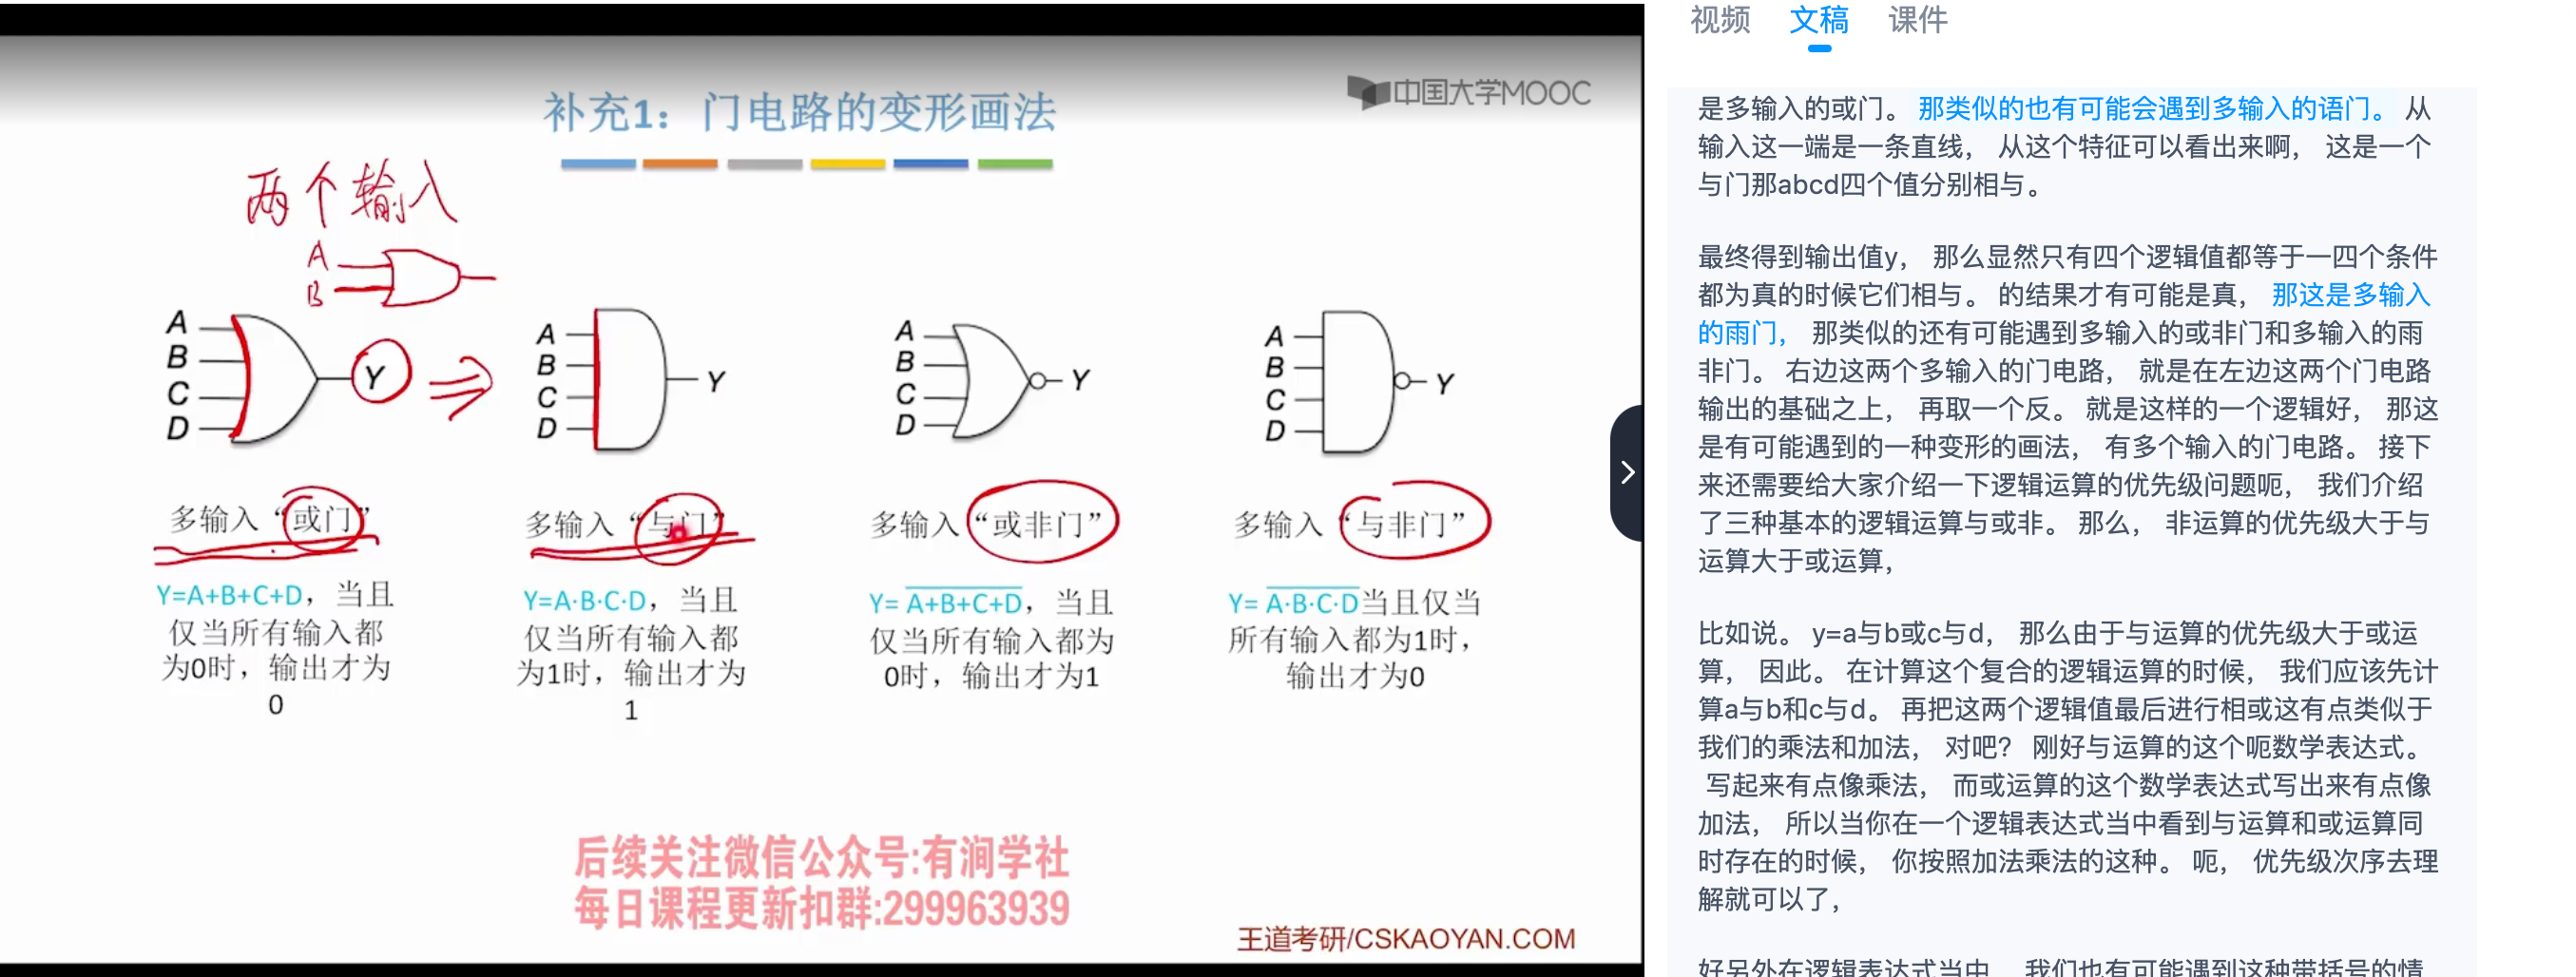 中国大学MOOC
补充1：门电路的变形画法
两个输入
A
B
A
B
C
D
Y
A
B
C
D
Y
A
B
C
D
Y
A
B
C
D
Y
多输入“或门”
Y=A+B+C+D，当且
仅当所有输入都
为0时，输出才为
0
多输入“与门”
Y=A·B·C·D，当且
仅当所有输入都
为1时，输出才为
1
多输入“或非门”
Y= A+B+C+D，当且
仅当所有输入都为
0时，输出才为1
多输入“与非门”
Y= A·B·C·D当且仅当
所有输入都为1时，
输出才为0
后续关注微信公众号:有涧学社
每日课程更新扣群:299963939
王道考研/CSKAOYAN.COM
视频 文稿 课件
是多输入的或门。 那类似的也有可能会遇到多输入的语门。 从
输入这一端是一条直线， 从这个特征可以看出来啊， 这是一个
与门那abcd四个值分别相与。
最终得到输出值y， 那么显然只有四个逻辑值都等于一四个条件
都为真的时候它们相与。 的结果才有可能是真， 那这是多输入
的雨门， 那类似的还有可能遇到多输入的或非门和多输入的雨
非门。 右边这两个多输入的门电路， 就是在左边这两个门电路
输出的基础之上， 再取一个反。 就是这样的一个逻辑好， 那这
是有可能遇到的一种变形的画法， 有多个输入的门电路。 接下
来还需要给大家介绍一下逻辑运算的优先级问题呃， 我们介绍
了三种基本的逻辑运算与或非。 那么， 非运算的优先级大于与
运算大于或运算，
比如说。 y=a与b或c与d， 那么由于与运算的优先级大于或运
算， 因此。 在计算这个复合的逻辑运算的时候， 我们应该先计
算a与b和c与d。 再把这两个逻辑值最后进行相或这有点类似于
我们的乘法和加法， 对吧？ 刚好与运算的这个呃数学表达式。
写起来有点像乘法， 而或运算的这个数学表达式写出来有点像
加法， 所以当你在一个逻辑表达式当中看到与运算和或运算同
时存在的时候， 你按照加法乘法的这种。 呃， 优先级次序去理
解就可以了，
好另外在逻辑表达式当中， 我们也有可能遇到这种带括号的情